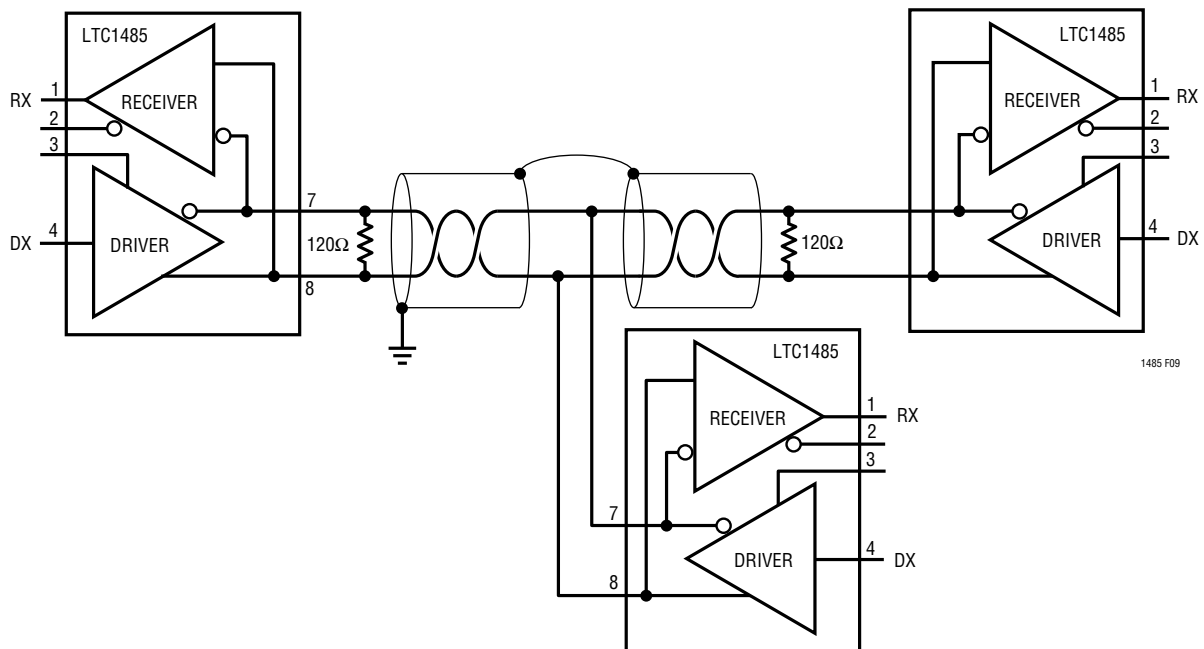 LTC1485
RX
1
RECEIVER
2
3
DX
4
DRIVER
7
8
120Ω
120Ω
LTC1485
RECEIVER
1
RX
2
3
DRIVER
4
DX
LTC1485
RECEIVER
1
RX
2
3
7
DRIVER
4
DX
8
1485 F09